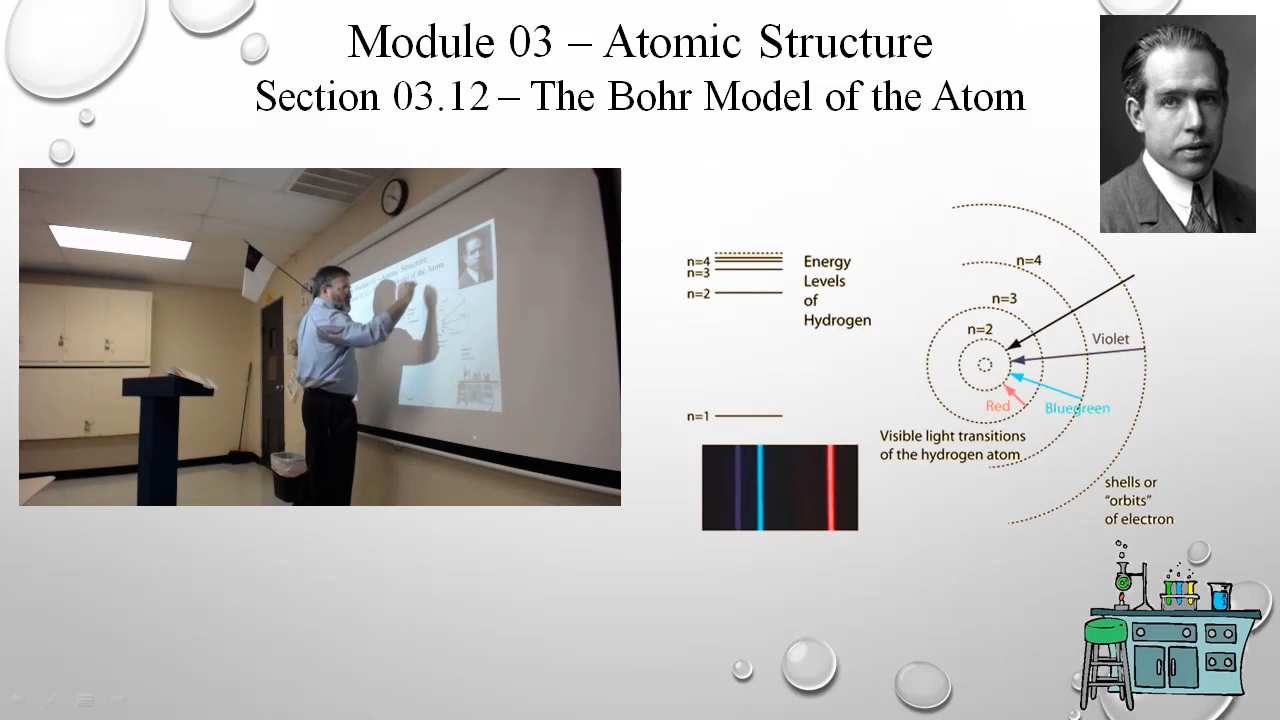 Module 03 – Atomic Structure
Section 03.12 – The Bohr Model of the Atom
n=4
n=3
n=2
n=1
Energy
Levels
of
Hydrogen
n=4
n=3
n=2
Violet
Red
Bluegreen
Visible light transitions
of the hydrogen atom
shells or
"orbits"
of electron